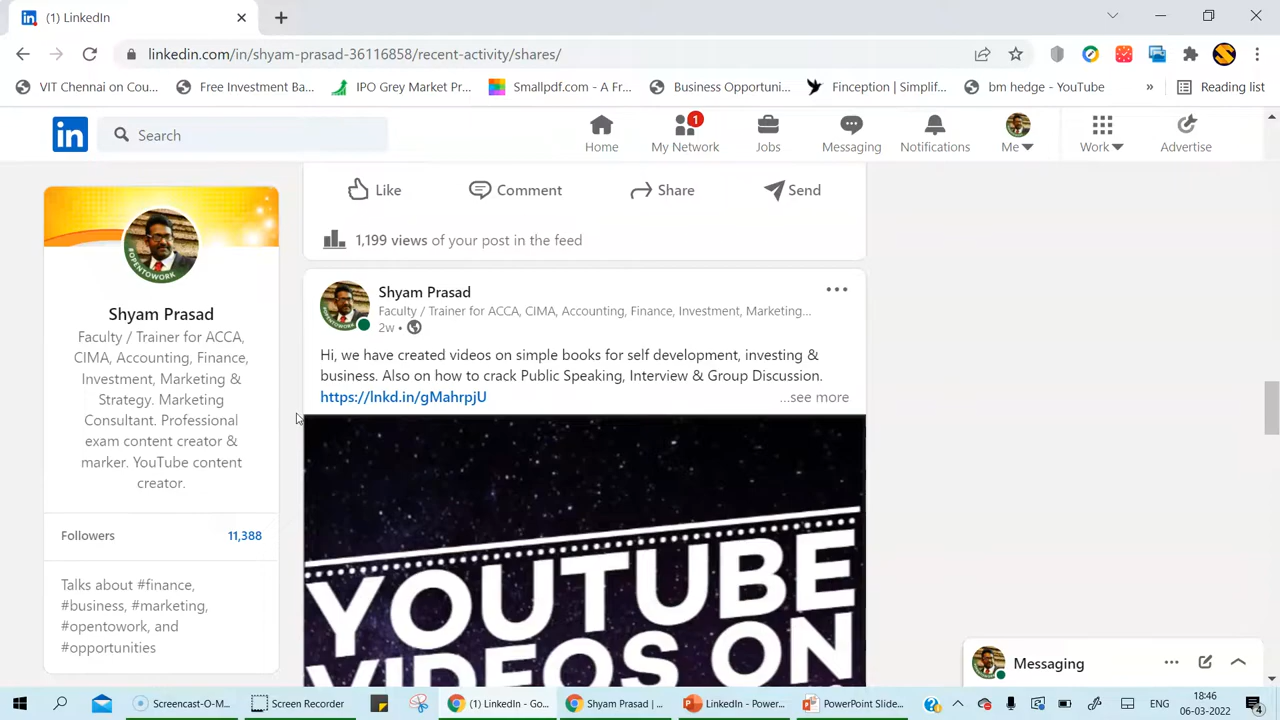 (1) LinkedIn
linkedin.com/in/shyam-prasad-36116858/recent-activity/shares/
VIT Chennai on Cou... Free Investment Ba... IPO Grey Market Pr... Smallpdf.com - A Fr... Business Opportuni... Finception | Simplif... bm hedge - YouTube » Reading list
in Search Home 1 My Network Jobs Messaging Notifications Me Work Advertise
Like Comment Share Send
1,199 views of your post in the feed
#OPENTOWORK
Shyam Prasad
Faculty / Trainer for ACCA,
CIMA, Accounting, Finance,
Investment, Marketing &
Strategy. Marketing
Consultant. Professional
exam content creator &
marker. YouTube content
creator.
Followers 11,388
Talks about #finance,
#business, #marketing,
#opentowork, and
#opportunities
Shyam Prasad
Faculty / Trainer for ACCA, CIMA, Accounting, Finance, Investment, Marketing...
2w •
Hi, we have created videos on simple books for self development, investing &
business. Also on how to crack Public Speaking, Interview & Group Discussion.
https://lnkd.in/gMahrpjU ...see more
YOUTUBE
VIDEOS ON
Messaging
Screencast-O-M... Screen Recorder LinkedIn - Go... Shyam Prasad | ... LinkedIn - Power... PowerPoint Slide... ENG 18:46
06-03-2022 4